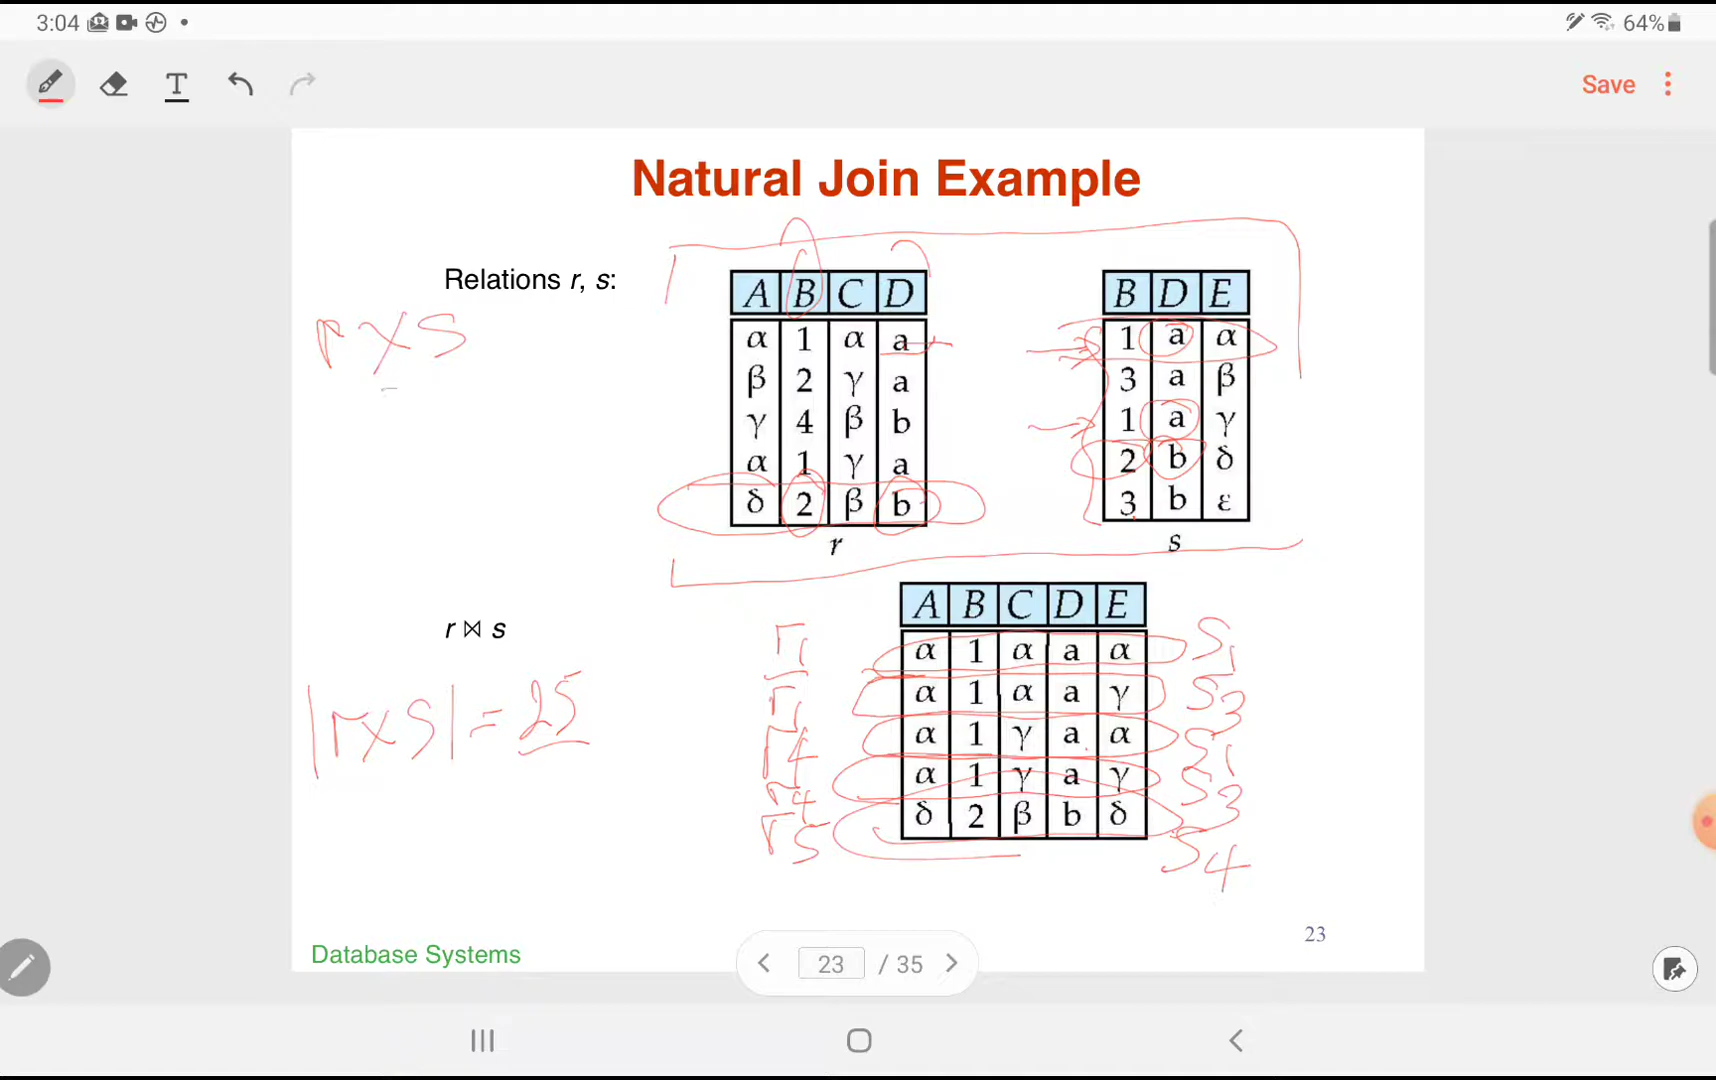 3:04
64%
T
Save
Natural Join Example
Relations r, s:
r X S
A B C D
α 1 α a
β 2 γ a
γ 4 β b
α 1 γ a
δ 2 β b
r
B D E
1 a α
3 a β
1 a γ
2 b δ
3 b ε
s
r ⋈ s
|r X S| = 25
A B C D E
r1 α 1 α a α S1
r1 α 1 α a γ S3
r4 α 1 γ a α S1
r4 α 1 γ a γ S3
r5 δ 2 β b δ S4
23
Database Systems
23 / 35